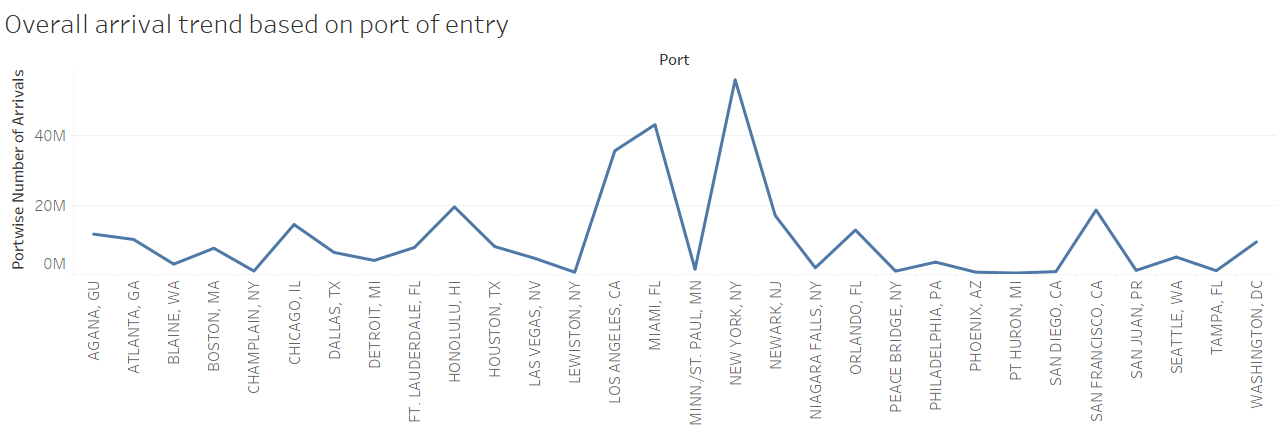 Overall arrival trend based on port of entry
Port
Portwise Number of Arrivals
40M
20M
0M
AGANA, GU
ATLANTA, GA
BLAINE, WA
BOSTON, MA
CHAMPLAIN, NY
CHICAGO, IL
DALLAS, TX
DETROIT, MI
FT. LAUDERDALE, FL
HONOLULU, HI
HOUSTON, TX
LAS VEGAS, NV
LEWISTON, NY
LOS ANGELES, CA
MIAMI, FL
MINN./ST. PAUL, MN
NEW YORK, NY
NEWARK, NJ
NIAGARA FALLS, NY
ORLANDO, FL
PEACE BRIDGE, NY
PHILADELPHIA, PA
PHOENIX, AZ
PT HURON, MI
SAN DIEGO, CA
SAN FRANCISCO, CA
SAN JUAN, PR
SEATTLE, WA
TAMPA, FL
WASHINGTON, DC